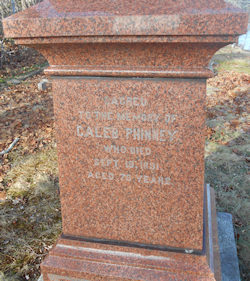 SACRED
TO THE MEMORY OF
CALEB PHINNEY
WHO DIED
SEPT.
AGED YEARS